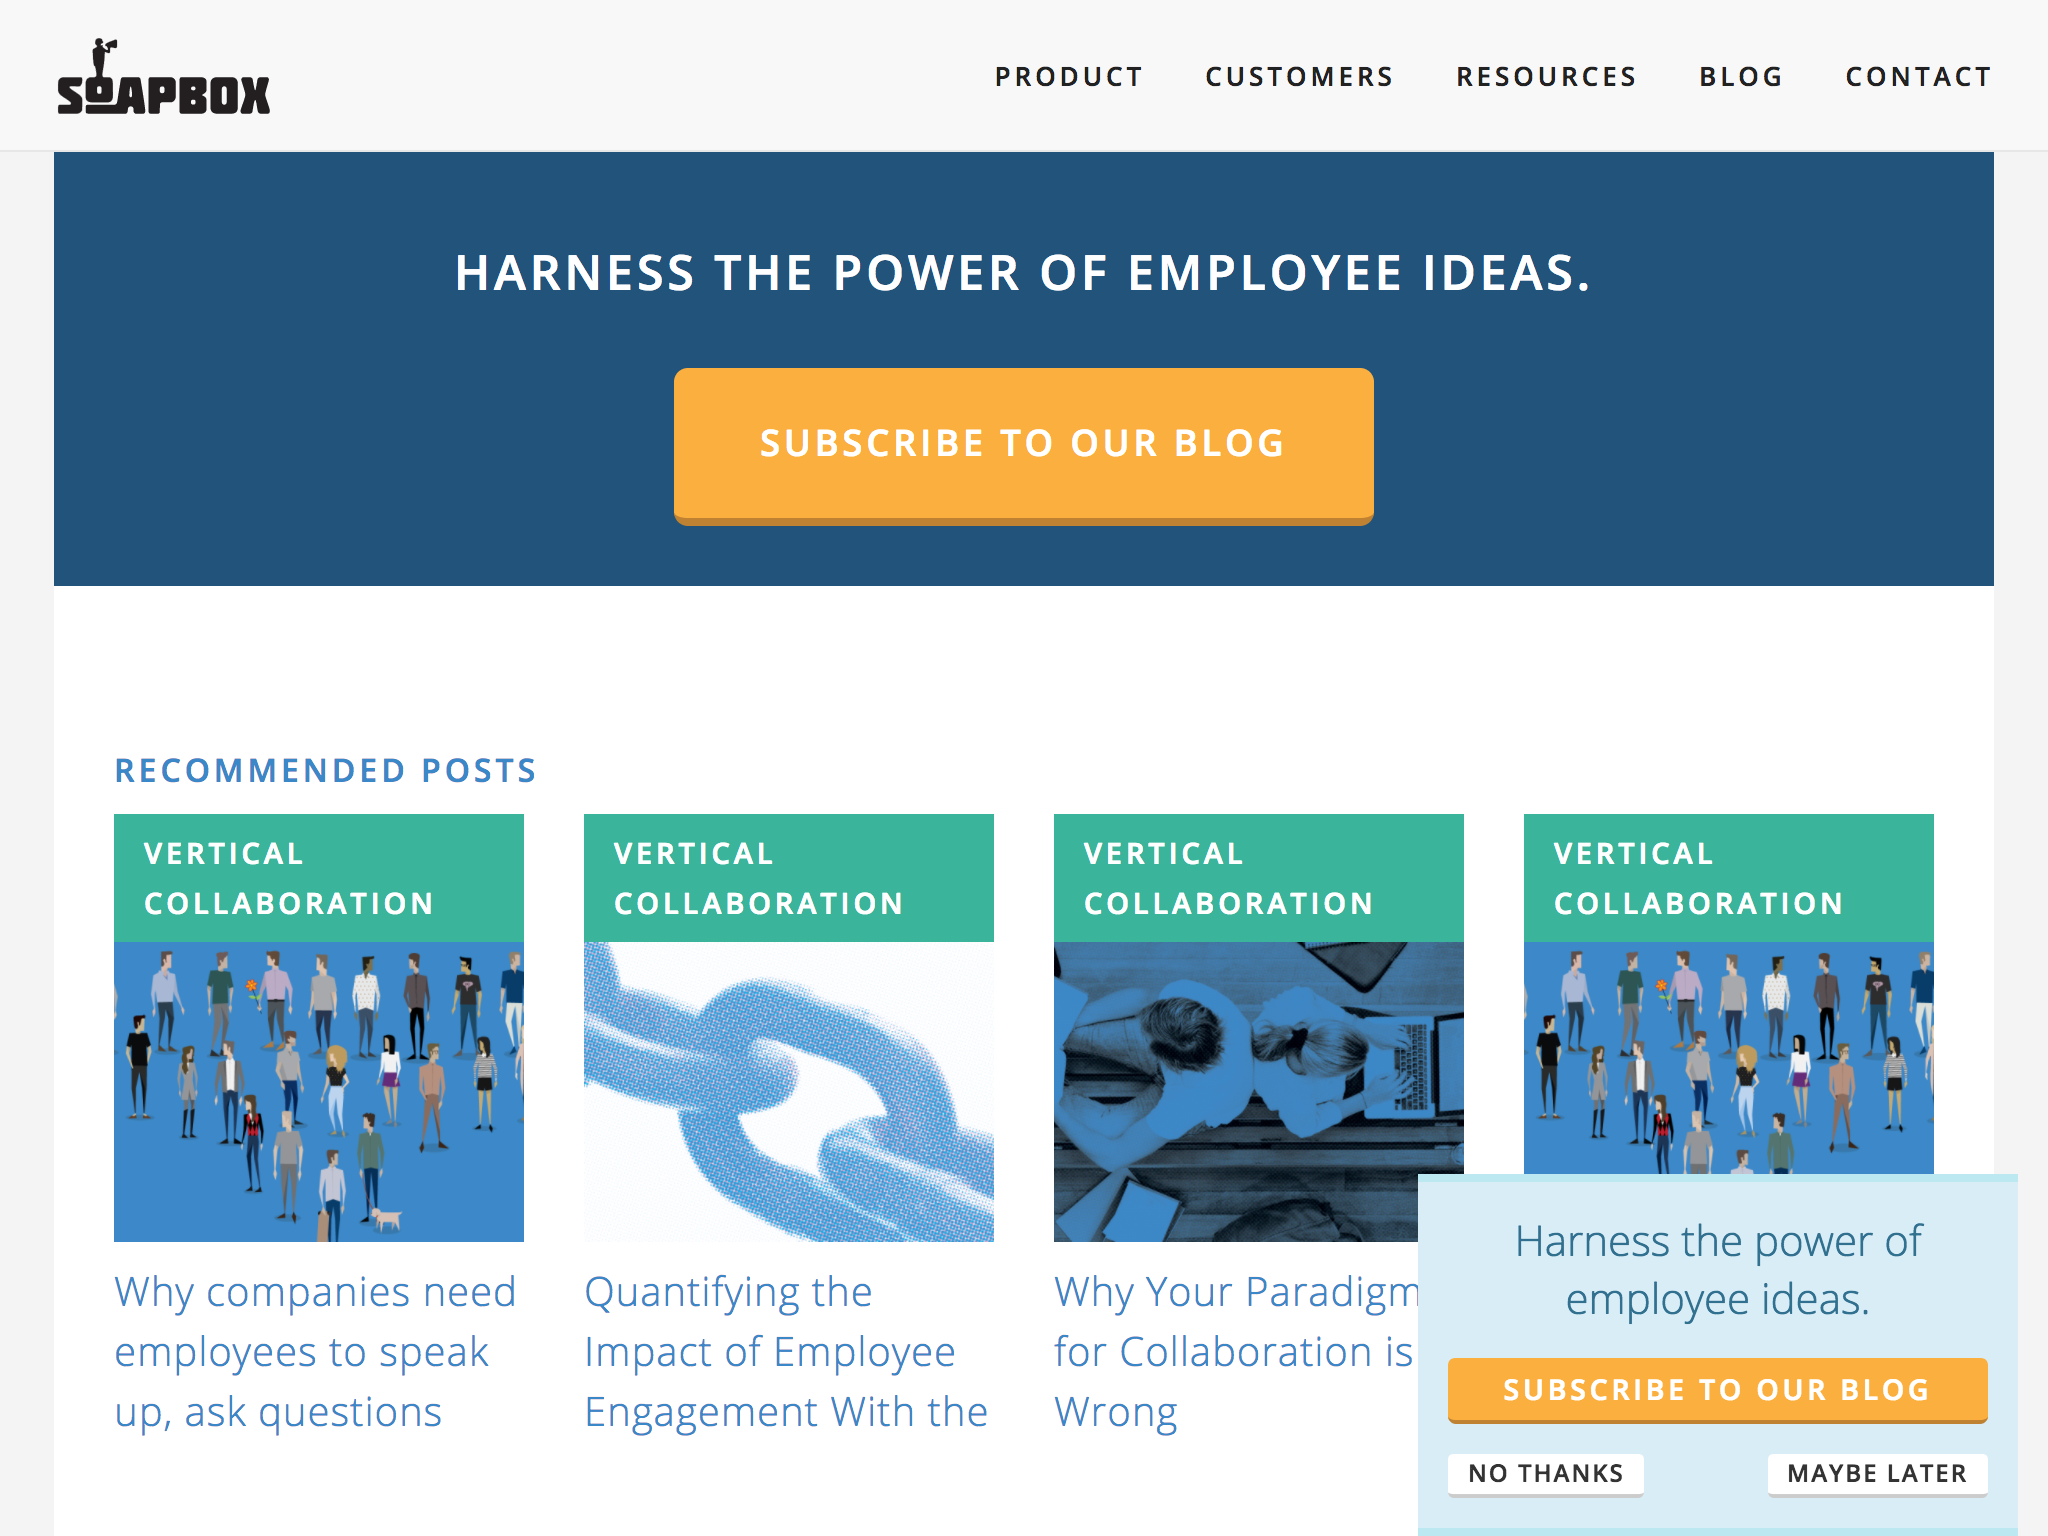 SOAPBOX
PRODUCT CUSTOMERS RESOURCES BLOG CONTACT
HARNESS THE POWER OF EMPLOYEE IDEAS.
SUBSCRIBE TO OUR BLOG
RECOMMENDED POSTS
VERTICAL
COLLABORATION
Why companies need
employees to speak
up, ask questions
VERTICAL
COLLABORATION
Quantifying the
Impact of Employee
Engagement With the
VERTICAL
COLLABORATION
Why Your Paradigm
for Collaboration is
Wrong
VERTICAL
COLLABORATION
Harness the power of
employee ideas.
SUBSCRIBE TO OUR BLOG
NO THANKS
MAYBE LATER